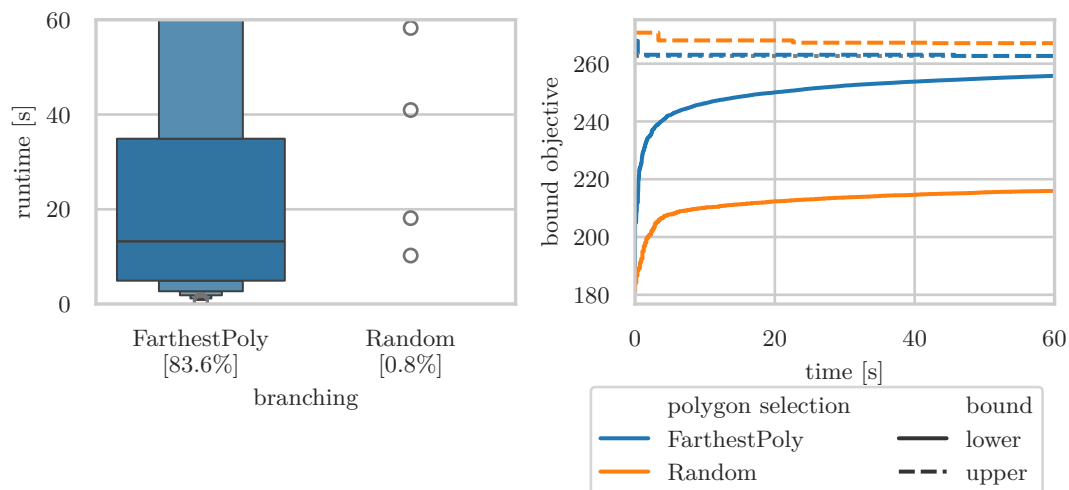 runtime [s]
60
40
20
0
FarthestPoly
[83.6%]
Random
[0.8%]
branching
bound objective
260
240
220
200
180
0
20
40
60
time [s]
polygon selection
FarthestPoly
Random
bound
lower
upper